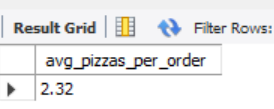 Result Grid Filter Rows:
avg_pizzas_per_order
2.32